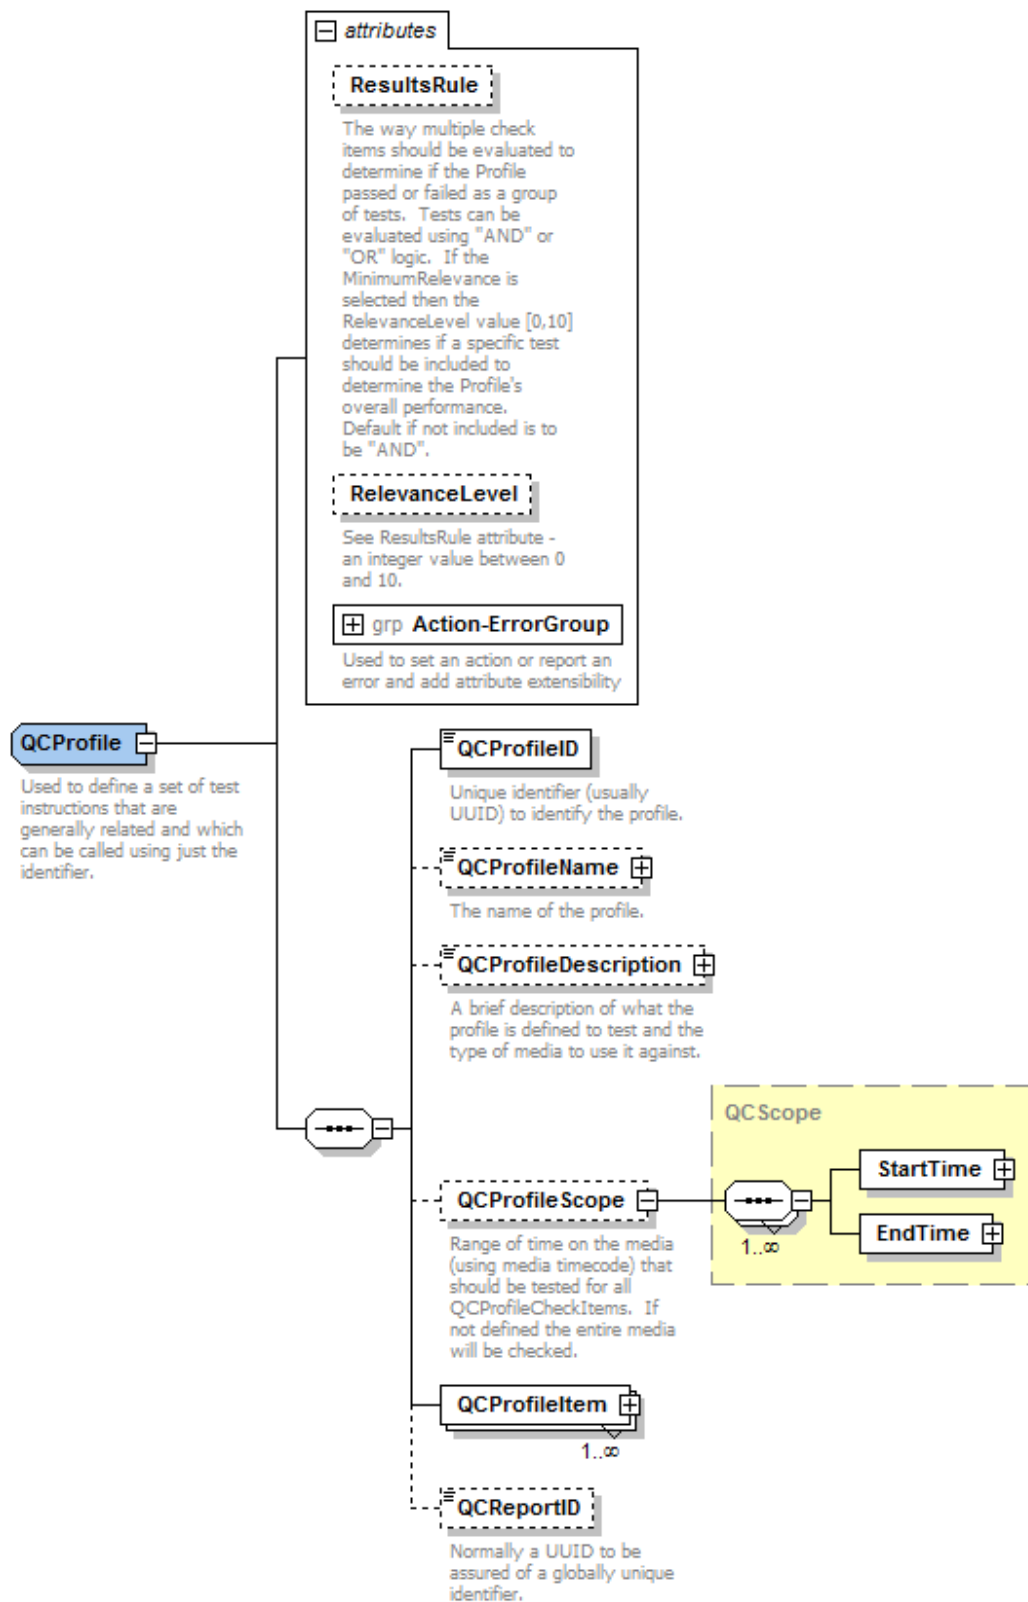 attributes
ResultsRule
The way multiple check
items should be evaluated to
determine if the Profile
passed or failed as a group
of tests.  Tests can be
evaluated using "AND" or
"OR" logic.  If the
MinimumRelevance is
selected then the
RelevanceLevel value [0,10]
determines if a specific test
should be included to
determine the Profile's
overall performance.
Default if not included is to
be "AND".
RelevanceLevel
See ResultsRule attribute -
an integer value between 0
and 10.
grp Action-ErrorGroup
Used to set an action or report an
error and add attribute extensibility
QCProfile
Used to define a set of test
instructions that are
generally related and which
can be called using just the
identifier.
QCProfileID
Unique identifier (usually
UUID) to identify the profile.
QCProfileName
The name of the profile.
QCProfileDescription
A brief description of what the
profile is defined to test and the
type of media to use it against.
QCScope
QCProfileScope
Range of time on the media
(using media timecode) that
should be tested for all
QCProfileCheckItems.  If
not defined the entire media
will be checked.
1..∞
StartTime
EndTime
QCProfileItem
1..∞
QCReportID
Normally a UUID to be
assured of a globally unique
identifier.